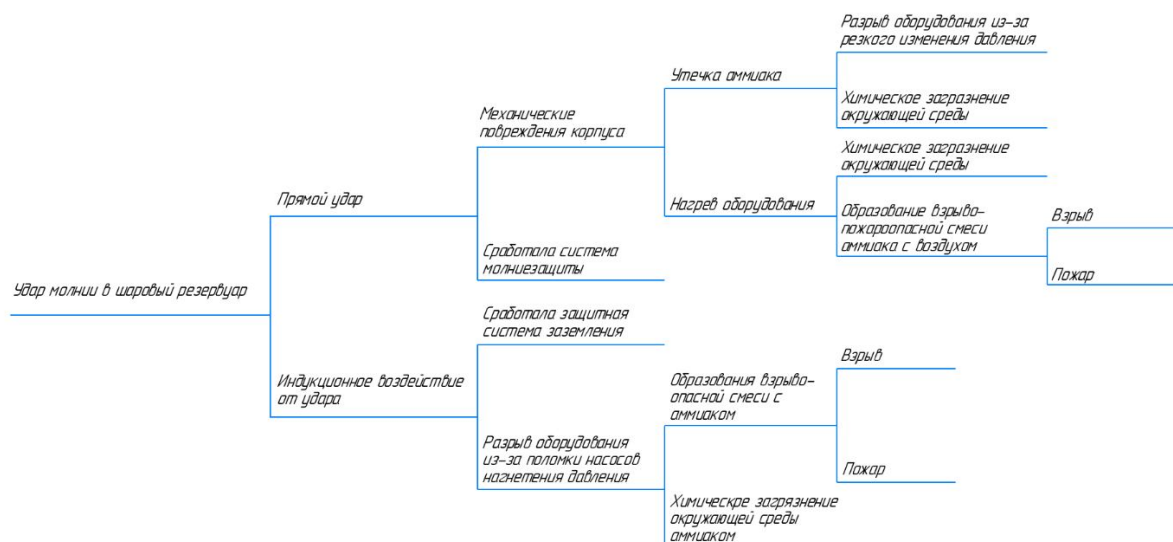 Разрыв оборудования из-за
резкого изменения давления
Утечка аммиака
Химическое загразнение
окружающей среды
Механические
повреждения корпуса
Химическое загразнение
окружающей среды
Прямой удар
Нагрев оборудования
Образование взрыво-
пожароопасной смеси
аммиака с воздухом
Взрыв
Сработала система
молниезащиты
Пожар
Удар молнии в шаровый резервуар
Сработала защитная
система заземления
Взрыв
Индукционное воздействие
от удара
Образования взрыво-
опасной смеси с
аммиаком
Разрыв оборудования
из-за поломки насосов
нагнетения давления
Пожар
Химическре загрязнение
окружающей среды
аммиаком